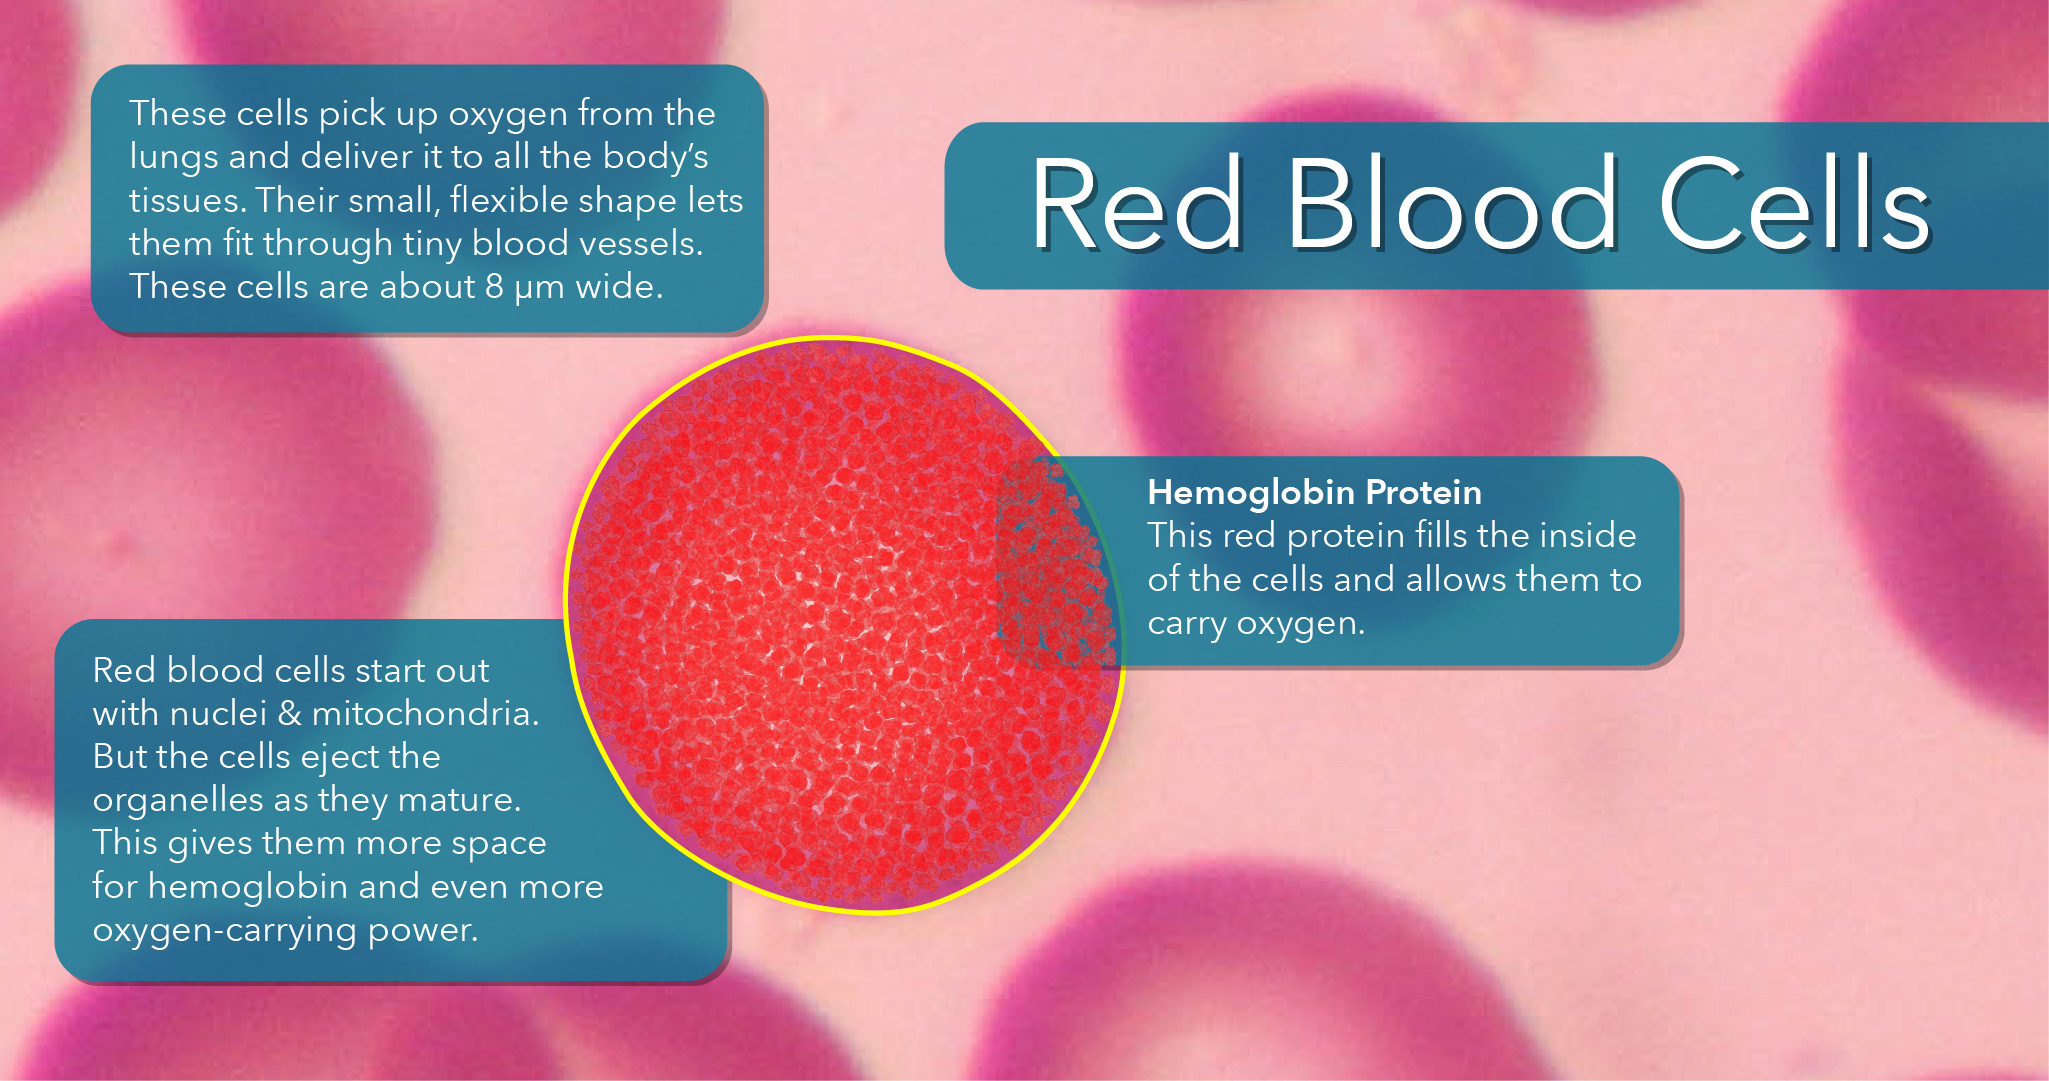 Red Blood Cells
These cells pick up oxygen from the
lungs and deliver it to all the body’s
tissues. Their small, flexible shape lets
them fit through tiny blood vessels.
These cells are about 8 µm wide.
Hemoglobin Protein
This red protein fills the inside
of the cells and allows them to
carry oxygen.
Red blood cells start out
with nuclei & mitochondria.
But the cells eject the
organelles as they mature.
This gives them more space
for hemoglobin and even more
oxygen-carrying power.